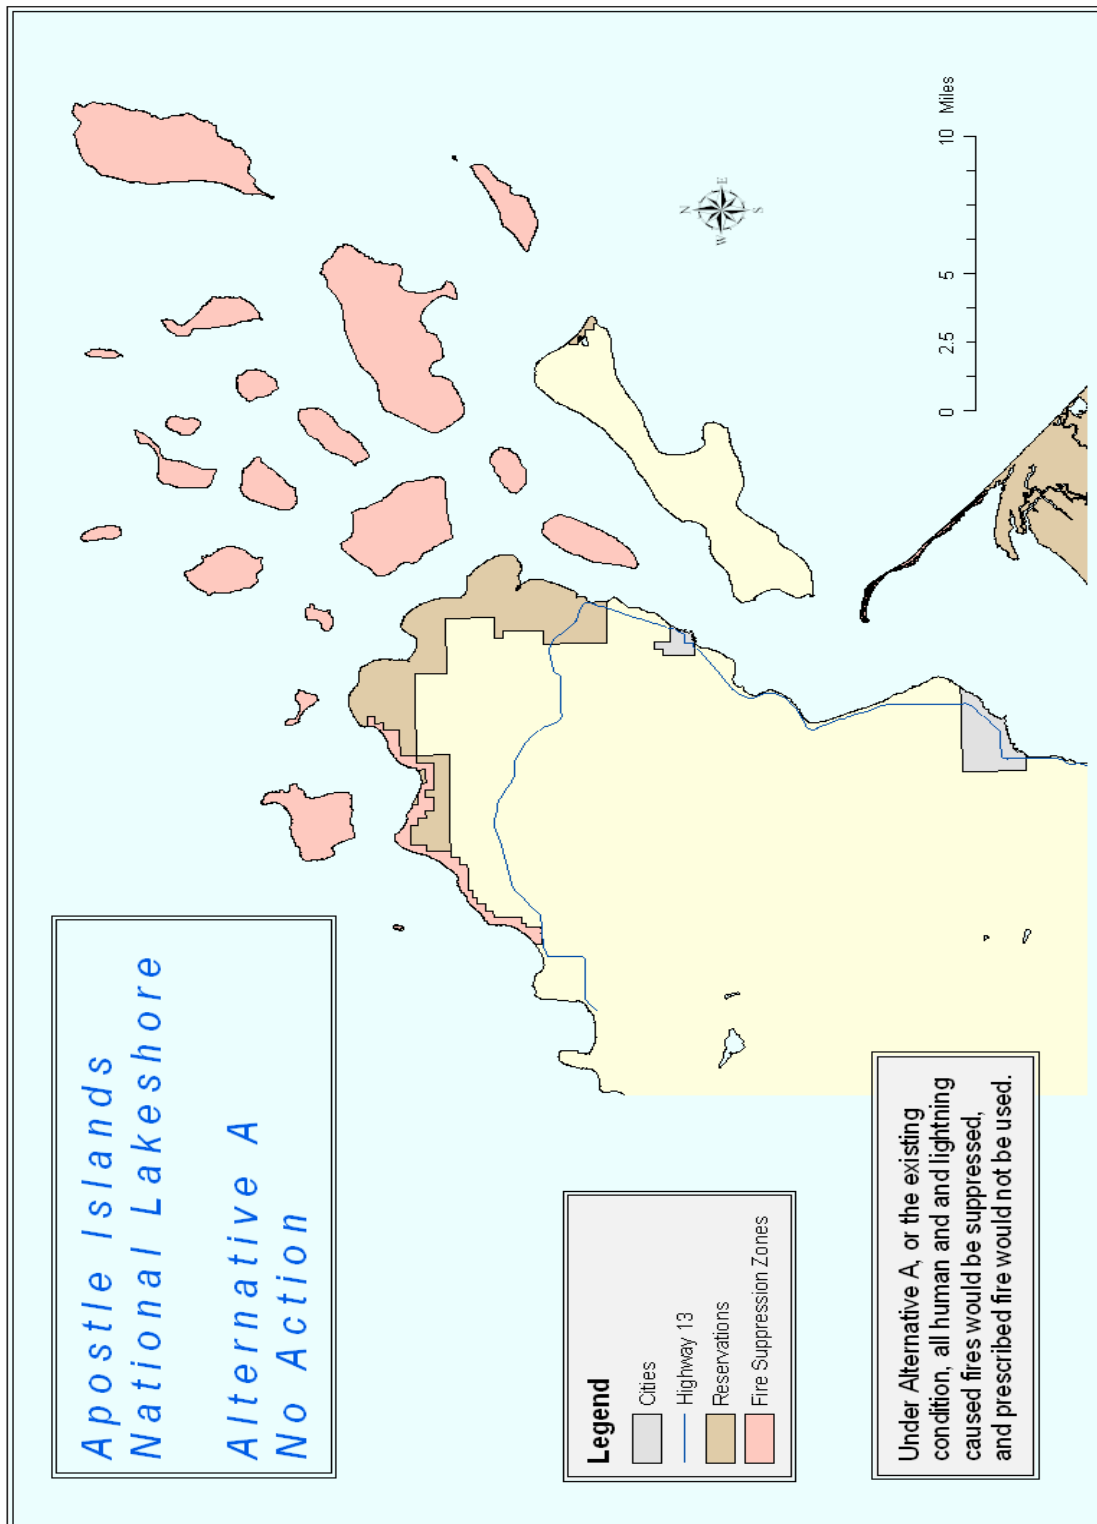 Apostle Islands
National Lakeshore
Alternative A
No Action
N
W
E
S
0
2.5
5
10
Miles
Legend
Cities
Highway 13
Reservations
Fire Suppression Zones
Under Alternative A, or the existing
condition, all human and and lightning
caused fires would be suppressed,
and prescribed fire would not be used.